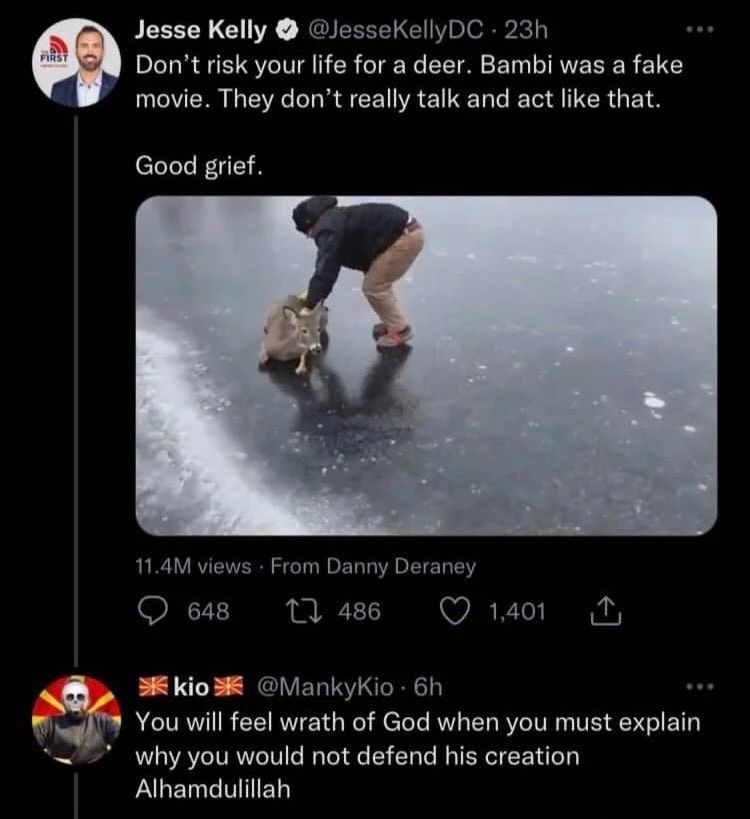 FIRST
Jesse Kelly @JesseKellyDC · 23h
Don’t risk your life for a deer. Bambi was a fake
movie. They don’t really talk and act like that.
Good grief.
11.4M views · From Danny Deraney
648 486 1,401
🇲🇰 kio 🇲🇰 @MankyKio · 6h
You will feel wrath of God when you must explain
why you would not defend his creation
Alhamdulillah